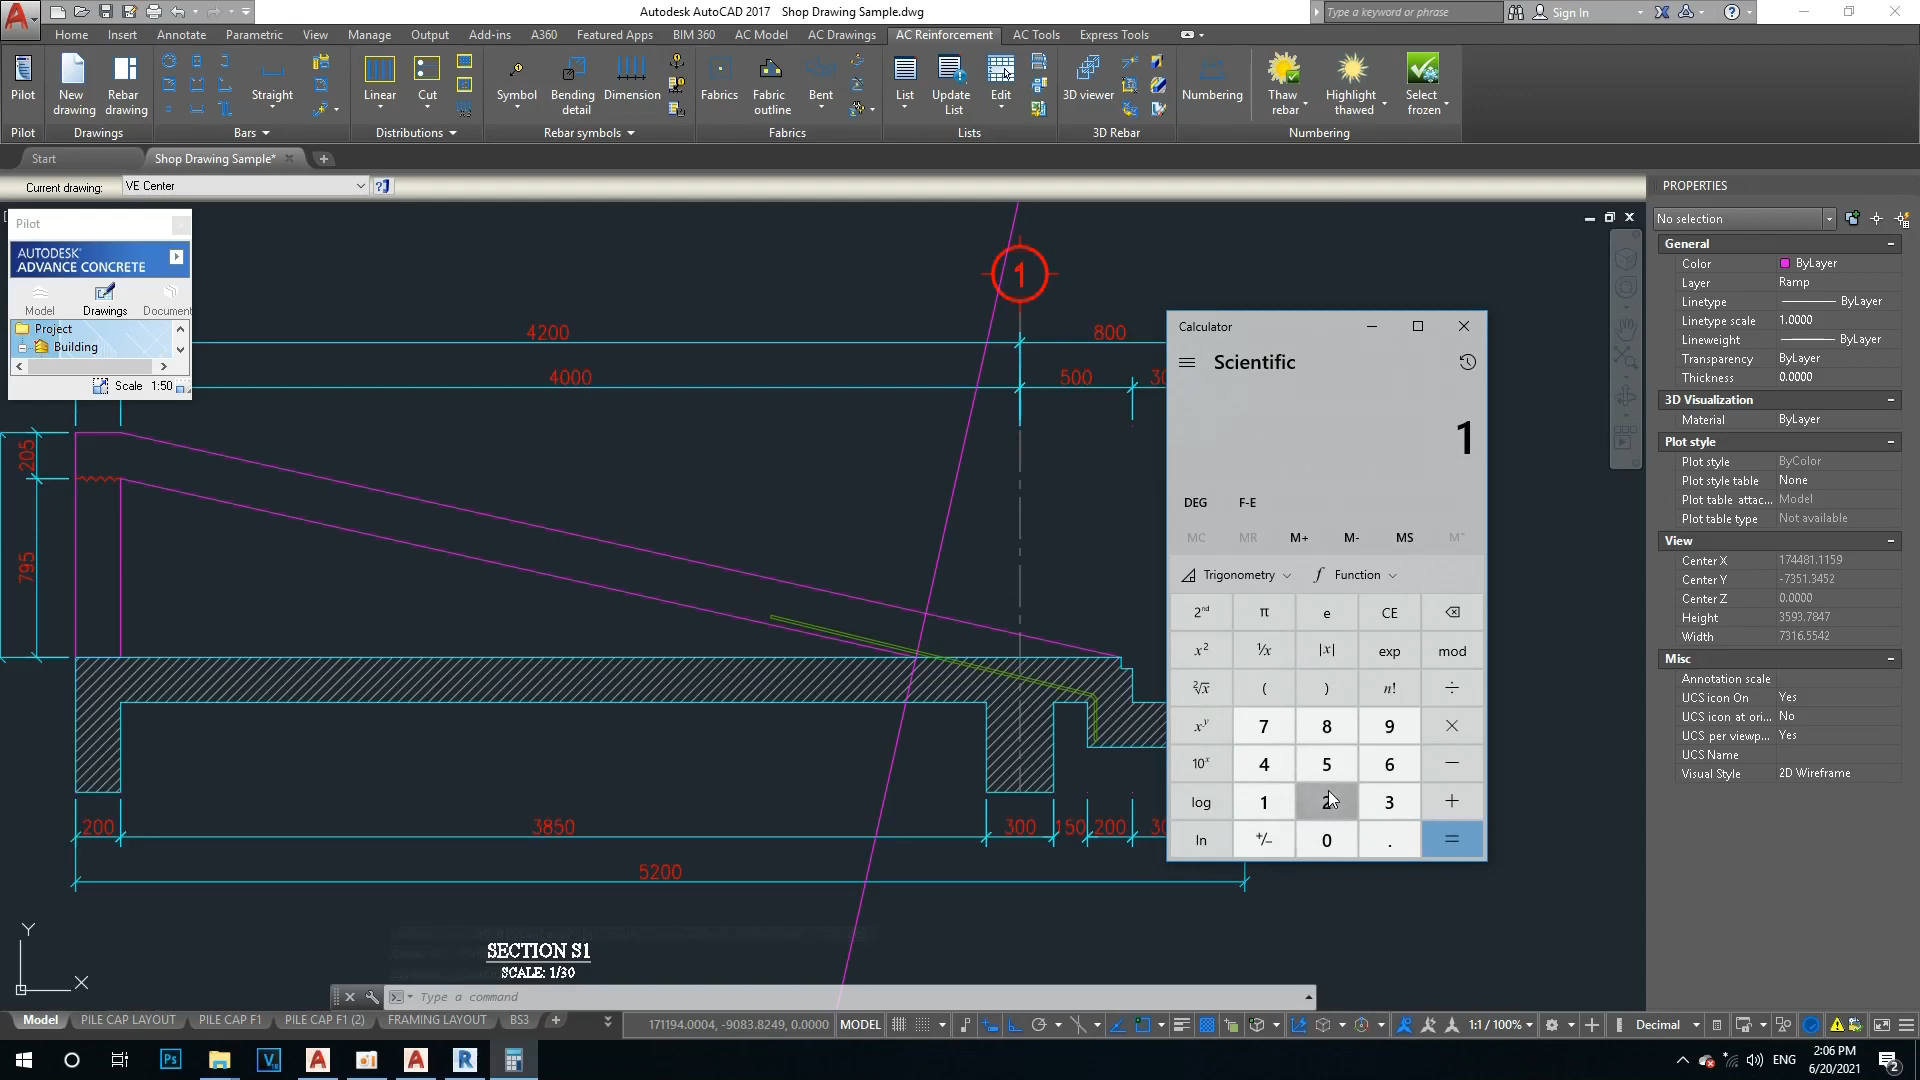 Autodesk AutoCAD 2017 Shop Drawing Sample.dwg
Type a keyword or phrase
Sign In
Home Insert Annotate Parametric View Manage Output Add-ins A360 Featured Apps BIM 360 AC Model AC Drawings AC Reinforcement AC Tools Express Tools
Pilot
New drawing
Rebar drawing
Straight
Linear
Cut
Symbol
Bending detail
Dimension
Fabrics
Fabric outline
Bent
List
Update List
Edit
3D viewer
Numbering
Thaw rebar
Highlight thawed
Select frozen
Pilot Drawings Bars Distributions Rebar symbols Fabrics Lists 3D Rebar Numbering
Start Shop Drawing Sample*
Current drawing: VE Center
PROPERTIES
Pilot
AUTODESK
ADVANCE CONCRETE
Model Drawings Document
Project
Building
Scale 1:50
1
4200
800
4000
500
205
795
200
3850
300
150
200
5200
SECTION S1
SCALE: 1/30
Y
X
Calculator
Scientific
1
DEG F-E
MC MR M+ M- MS M
Trigonometry f Function
2nd π e CE
x2 ⅟x |x| exp mod
2√x ( ) n! ÷
xy 7 8 9 ×
10x 4 5 6 −
log 1 2 3 +
ln +/− 0 . =
No selection
General
Color ByLayer
Layer Ramp
Linetype ByLayer
Linetype scale 1.0000
Lineweight ByLayer
Transparency ByLayer
Thickness 0.0000
3D Visualization
Material ByLayer
Plot style
Plot style ByColor
Plot style table None
Plot table attac... Model
Plot table type Not available
View
Center X 174481.1159
Center Y -7351.3452
Center Z 0.0000
Height 3593.7847
Width 7316.5542
Misc
Annotation scale
UCS icon On Yes
UCS icon at ori... No
UCS per viewp... Yes
UCS Name
Visual Style 2D Wireframe
Type a command
Model PILE CAP LAYOUT PILE CAP F1 PILE CAP F1 (2) FRAMING LAYOUT BS3
171194.0004, -9083.8249, 0.0000 MODEL
1:1 / 100%
Decimal
Ps
ENG
2:06 PM
6/20/2021
2